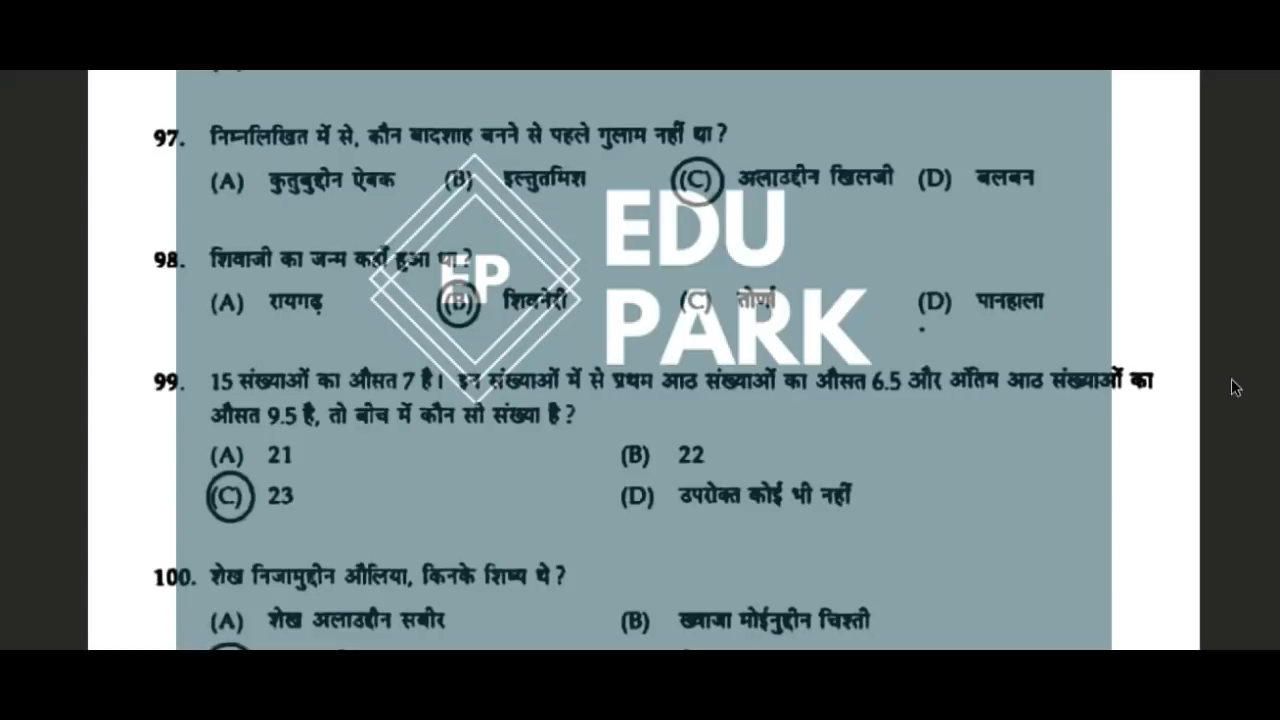 97. निम्नलिखित में से, कौन बादशाह बनने से पहले गुलाम नहीं था ?
(A) कुतुबुद्दीन ऐबक (B) इल्तुतमिश (C) अलाउद्दीन खिलजी (D) बलबन
EDU
98. शिवाजी का जन्म कहाँ हुआ था ?
EP
(A) रायगढ़ (B) शिवनेरी (C) तोर्णा (D) पानहाला
PARK
99. 15 संख्याओं का औसत 7 है। इन संख्याओं में से प्रथम आठ संख्याओं का औसत 6.5 और अंतिम आठ संख्याओं का
औसत 9.5 है, तो बीच में कौन सी संख्या है ?
(A) 21 (B) 22
(C) 23 (D) उपरोक्त कोई भी नहीं
100. शेख निजामुद्दीन औलिया, किनके शिष्य थे ?
(A) शेख अलाउद्दीन सबीर (B) ख्वाजा मोईनुद्दीन चिश्ती